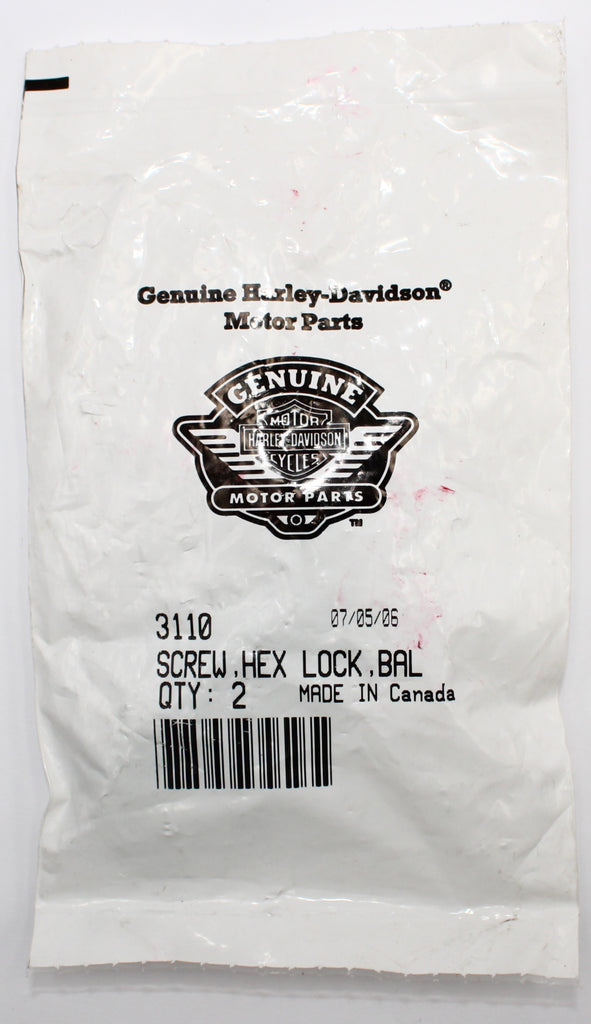 Genuine Harley-Davidson®
Motor Parts
GENUINE
MOTOR
HARLEY-DAVIDSON
CYCLES
MOTOR PARTS
TM
3110 07/05/06
SCREW,HEX LOCK,BAL
QTY: 2 MADE IN Canada